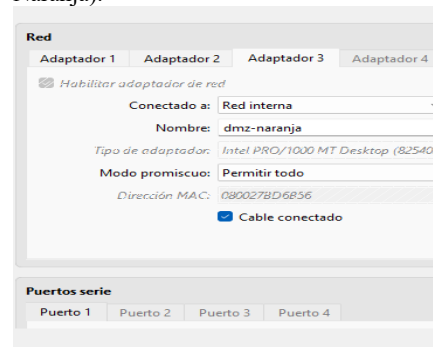 Naranja).
Red
Adaptador 1 Adaptador 2 Adaptador 3 Adaptador 4
Habilitar adaptador de red
Conectado a: Red interna
Nombre: dmz-naranja
Tipo de adaptador: Intel PRO/1000 MT Desktop (82540
Modo promiscuo: Permitir todo
Dirección MAC: 080027BD6B56
Cable conectado
Puertos serie
Puerto 1 Puerto 2 Puerto 3 Puerto 4